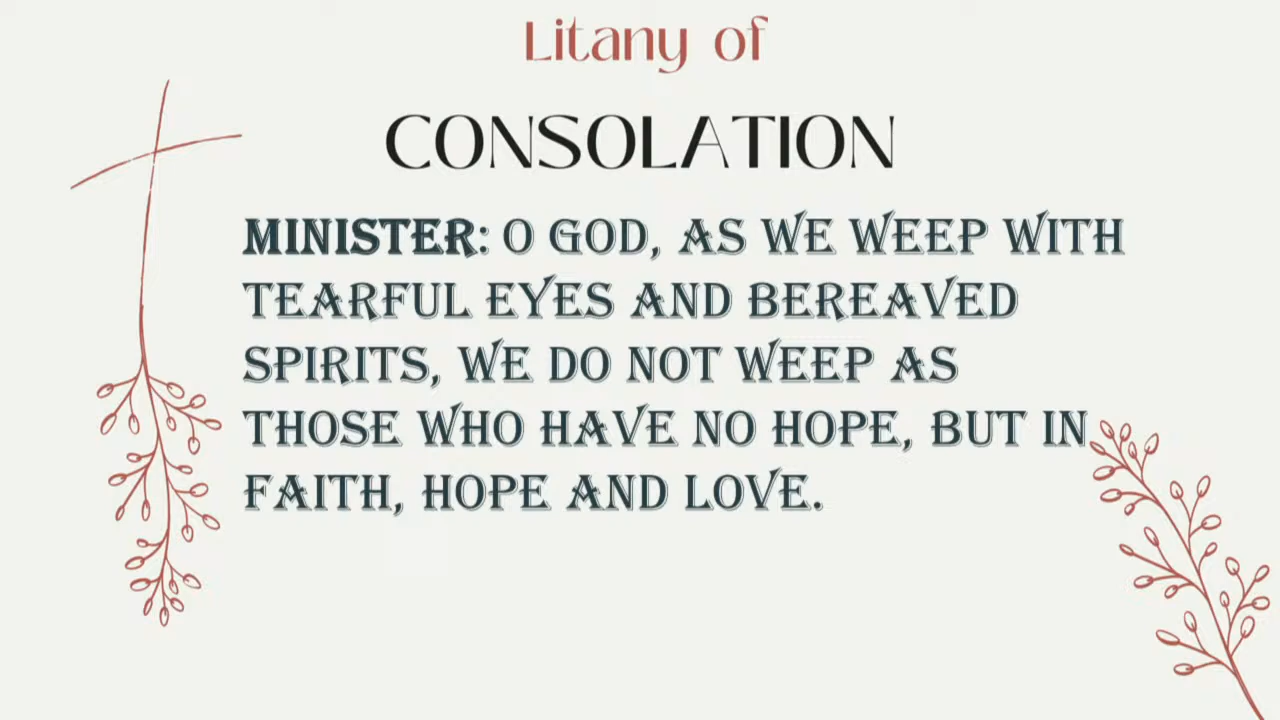 Litany of
CONSOLATION
MINISTER: O GOD, AS WE WEEP WITH
TEARFUL EYES AND BEREAVED
SPIRITS, WE DO NOT WEEP AS
THOSE WHO HAVE NO HOPE, BUT IN
FAITH, HOPE AND LOVE.